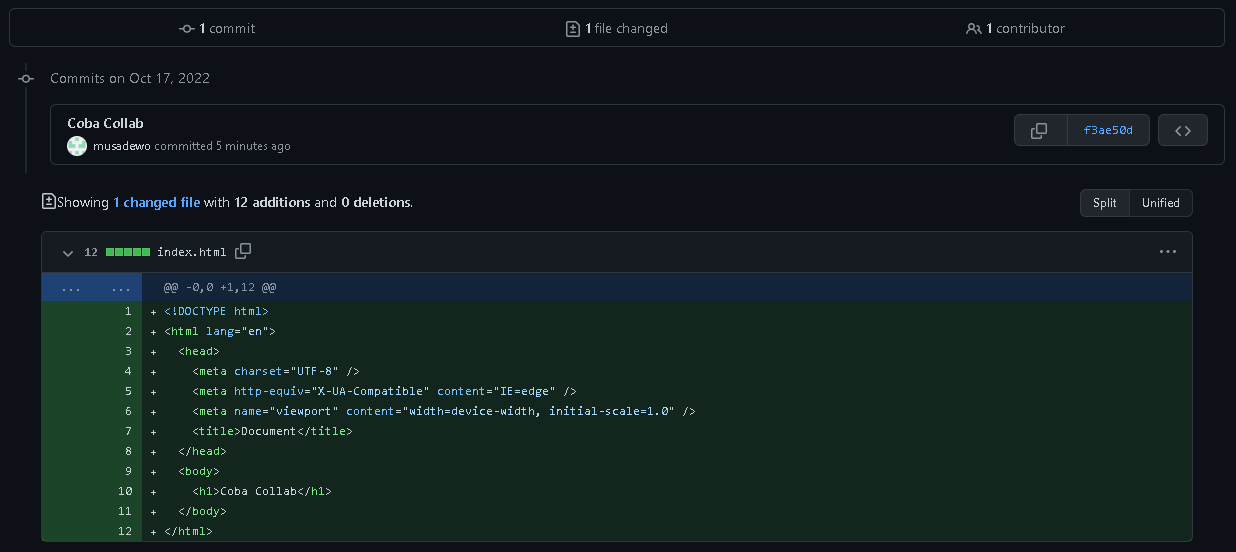 1 commit 1 file changed 1 contributor
Commits on Oct 17, 2022
Coba Collab
musadewo committed 5 minutes ago
f3ae50d
Showing 1 changed file with 12 additions and 0 deletions.
Split Unified
12 index.html
... ... @@ -0,0 +1,12 @@
1 + <!DOCTYPE html>
2 + <html lang="en">
3 + <head>
4 + <meta charset="UTF-8" />
5 + <meta http-equiv="X-UA-Compatible" content="IE=edge" />
6 + <meta name="viewport" content="width=device-width, initial-scale=1.0" />
7 + <title>Document</title>
8 + </head>
9 + <body>
10 + <h1>Coba Collab</h1>
11 + </body>
12 + </html>